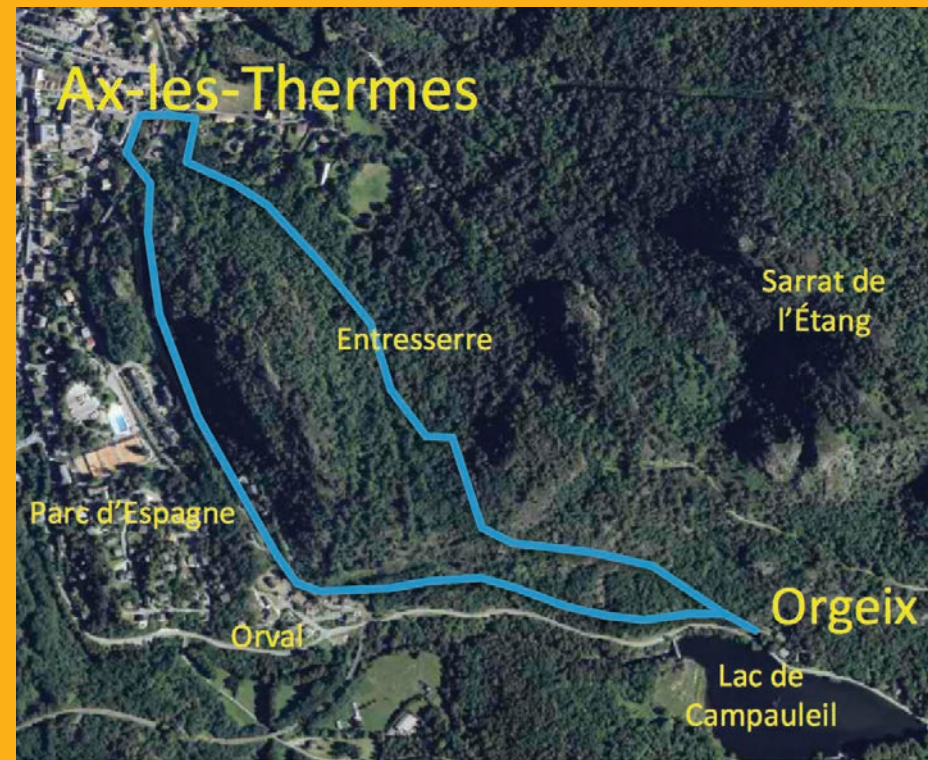 Ax-les-Thermes
Sarrat de
l'Étang
Entresserre
Parc d'Espagne
Orgeix
Orval
Lac de
Campauleil